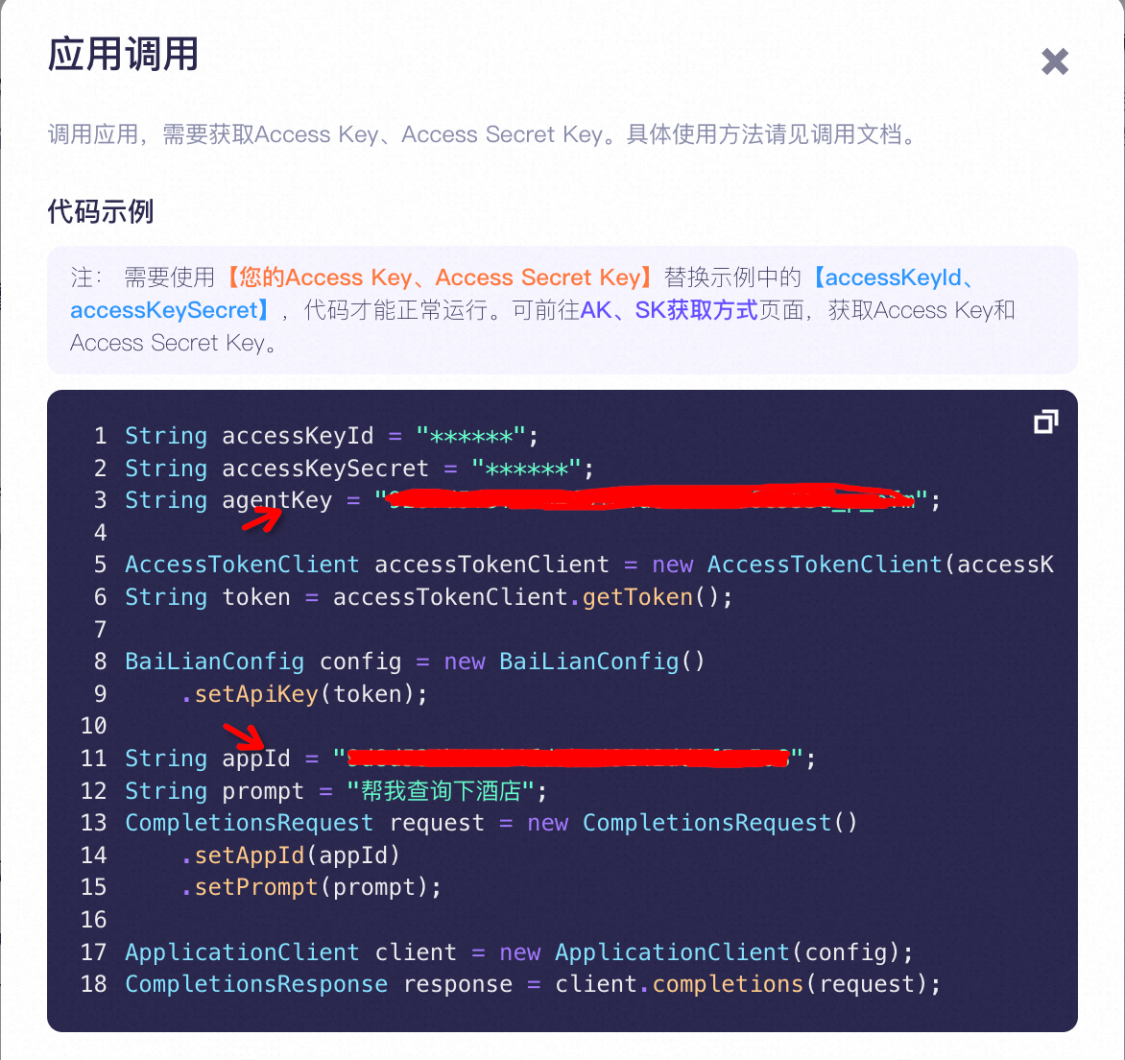 应用调用
调用应用，需要获取Access Key、Access Secret Key。具体使用方法请见调用文档。
代码示例
注： 需要使用【您的Access Key、Access Secret Key】替换示例中的【accessKeyId、
accessKeySecret】，代码才能正常运行。可前往AK、SK获取方式页面，获取Access Key和
Access Secret Key。
1 String accessKeyId = "******";
2 String accessKeySecret = "******";
3 String agentKey = "";
4
5 AccessTokenClient accessTokenClient = new AccessTokenClient(accessK
6 String token = accessTokenClient.getToken();
7
8 BaiLianConfig config = new BaiLianConfig()
9 .setApiKey(token);
10
11 String appId = "";
12 String prompt = "帮我查询下酒店";
13 CompletionsRequest request = new CompletionsRequest()
14 .setAppId(appId)
15 .setPrompt(prompt);
16
17 ApplicationClient client = new ApplicationClient(config);
18 CompletionsResponse response = client.completions(request);